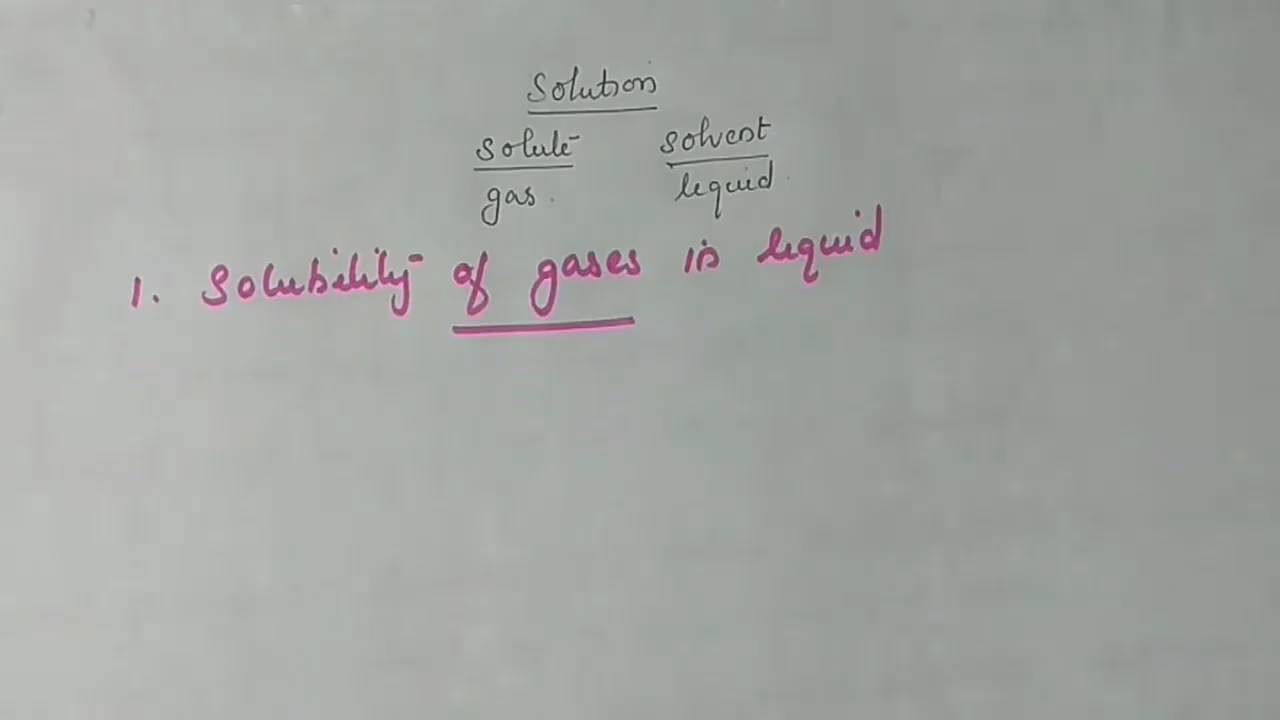 Solution
solute solvent
gas. liquid
1. Solubility of gases in liquid